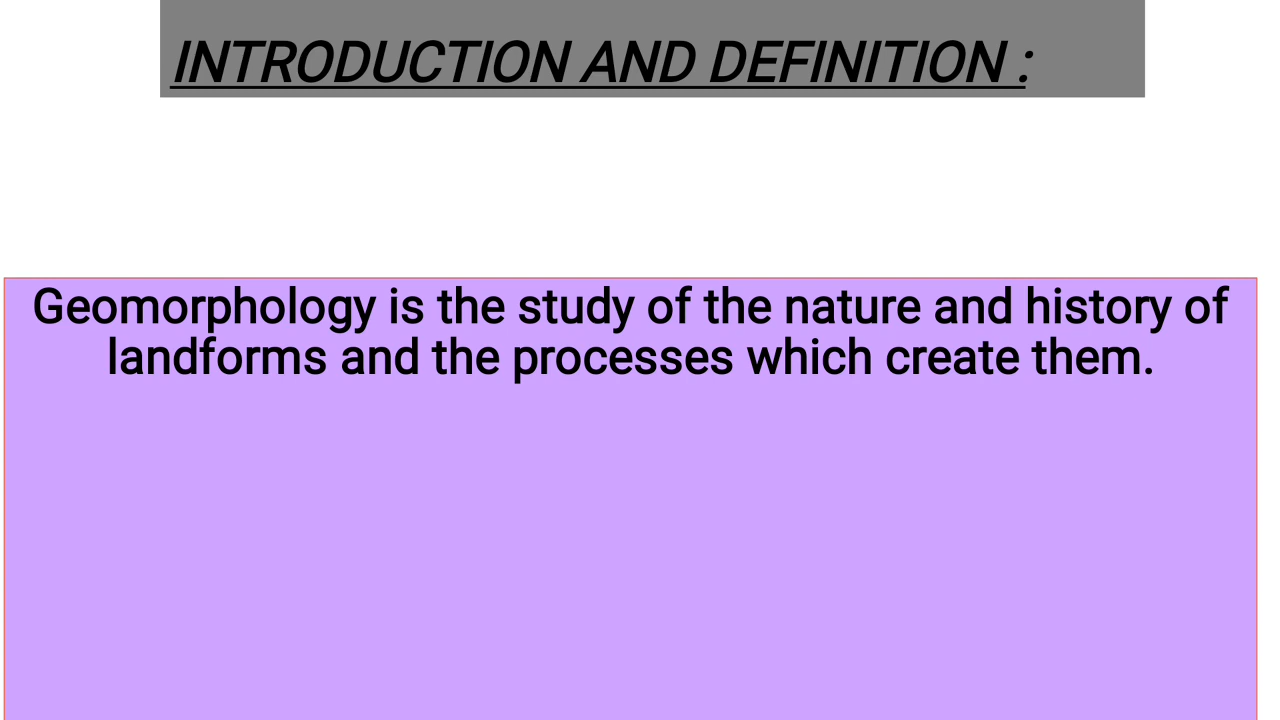 INTRODUCTION AND DEFINITION :
Geomorphology is the study of the nature and history of
landforms and the processes which create them.